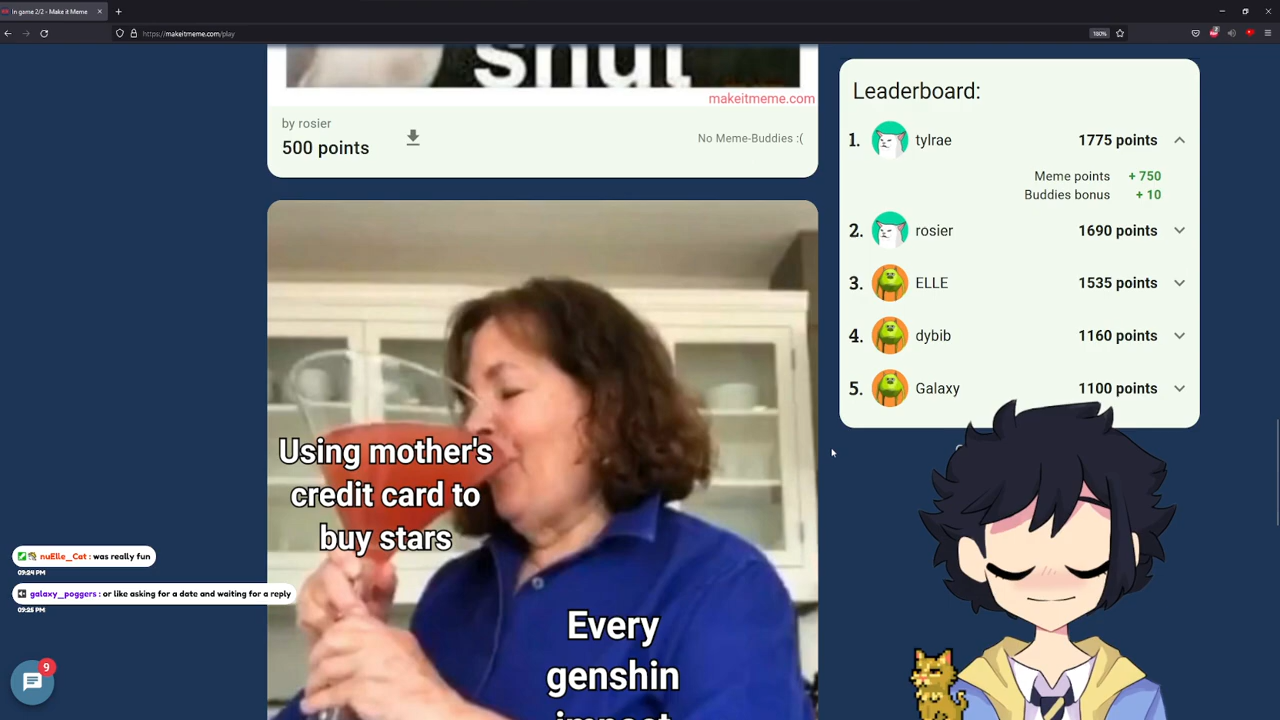 In game 2/2 - Make it Meme
https://makeitmeme.com/play
180%
shut
makeitmeme.com
by rosier
500 points
No Meme-Buddies :(
Using mother's
credit card to
buy stars
Every
genshin
impact
Leaderboard:
1. tylrae 1775 points
Meme points + 750
Buddies bonus + 10
2. rosier 1690 points
3. ELLE 1535 points
4. dybib 1160 points
5. Galaxy 1100 points
nuElle_Cat : was really fun
09:24 PM
galaxy_poggers : or like asking for a date and waiting for a reply
09:25 PM
9